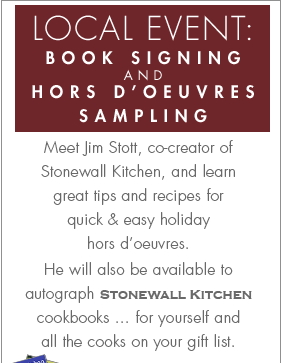 LOCAL EVENT:
BOOK SIGNING
AND
HORS D'OEUVRES
SAMPLING
Meet Jim Stott, co-creator of
Stonewall Kitchen, and learn
great tips and recipes for
quick & easy holiday
hors d'oeuvres.
He will also be available to
autograph STONEWALL KITCHEN
cookbooks ... for yourself and
all the cooks on your gift list.